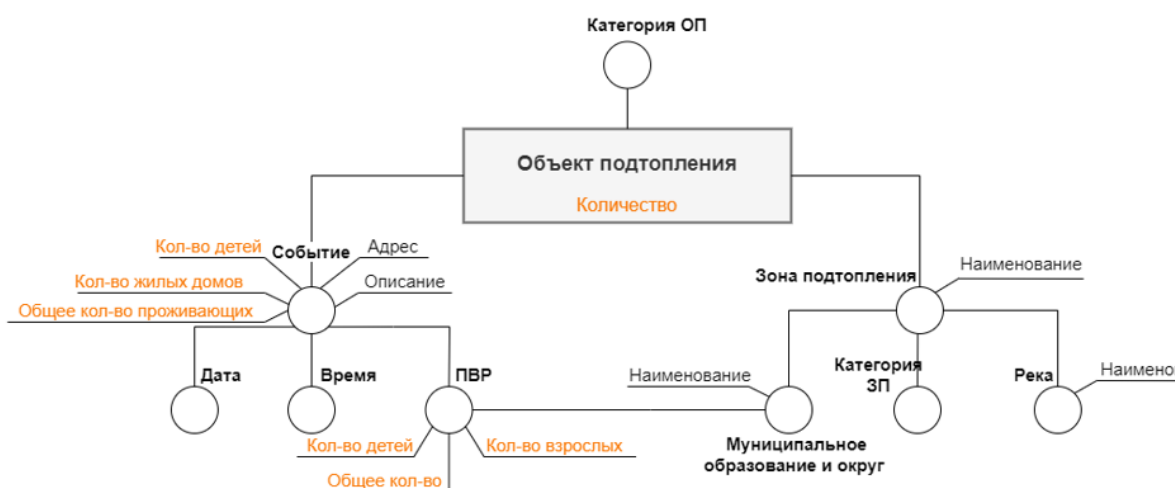 Категория ОП
Объект подтопления
Количество
Кол-во детей
Событие
Адрес
Кол-во жилых домов
Описание
Общее кол-во проживающих
Зона подтопления
Наименование
Дата
Время
ПВР
Наименование
Категория
ЗП
Река
Кол-во детей
Кол-во взрослых
Общее кол-во
Муниципальное
образование и округ